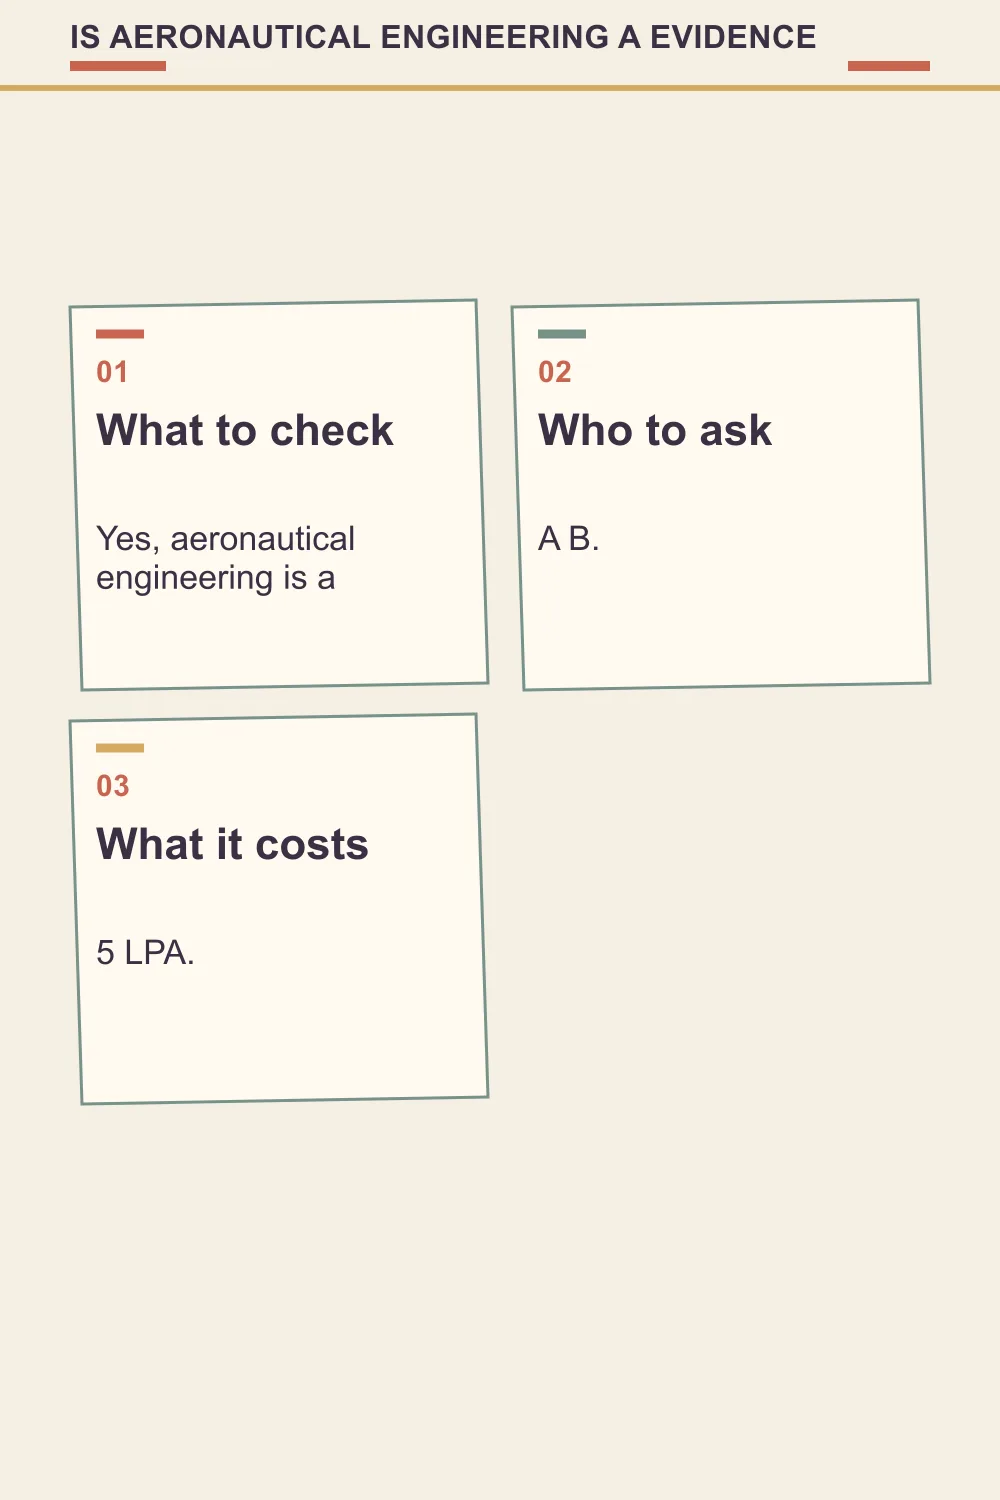 IS AERONAUTICAL ENGINEERING A EVIDENCE
01
What to check
Yes, aeronautical
engineering is a
02
Who to ask
A B.
03
What it costs
5 LPA.